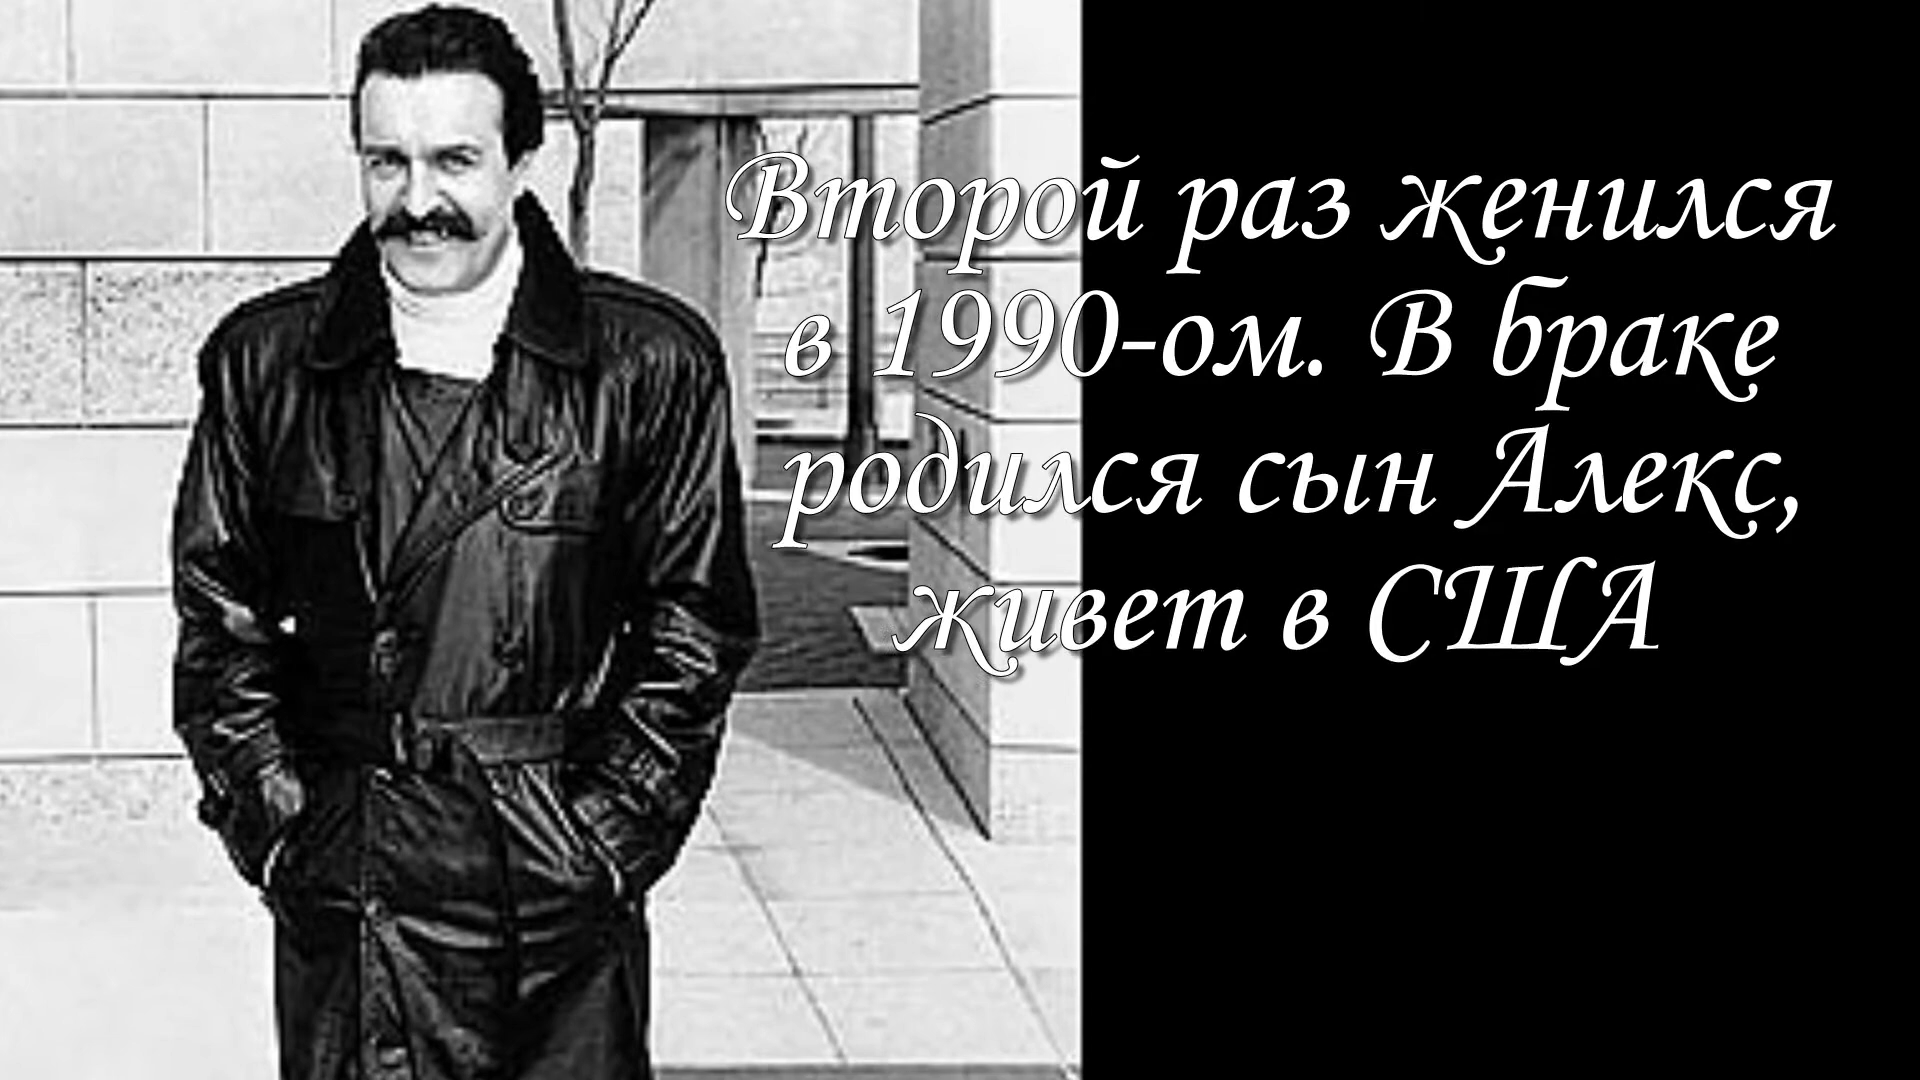 Второй раз женился
в 1990-ом. В браке
родился сын Алекс,
живет в США